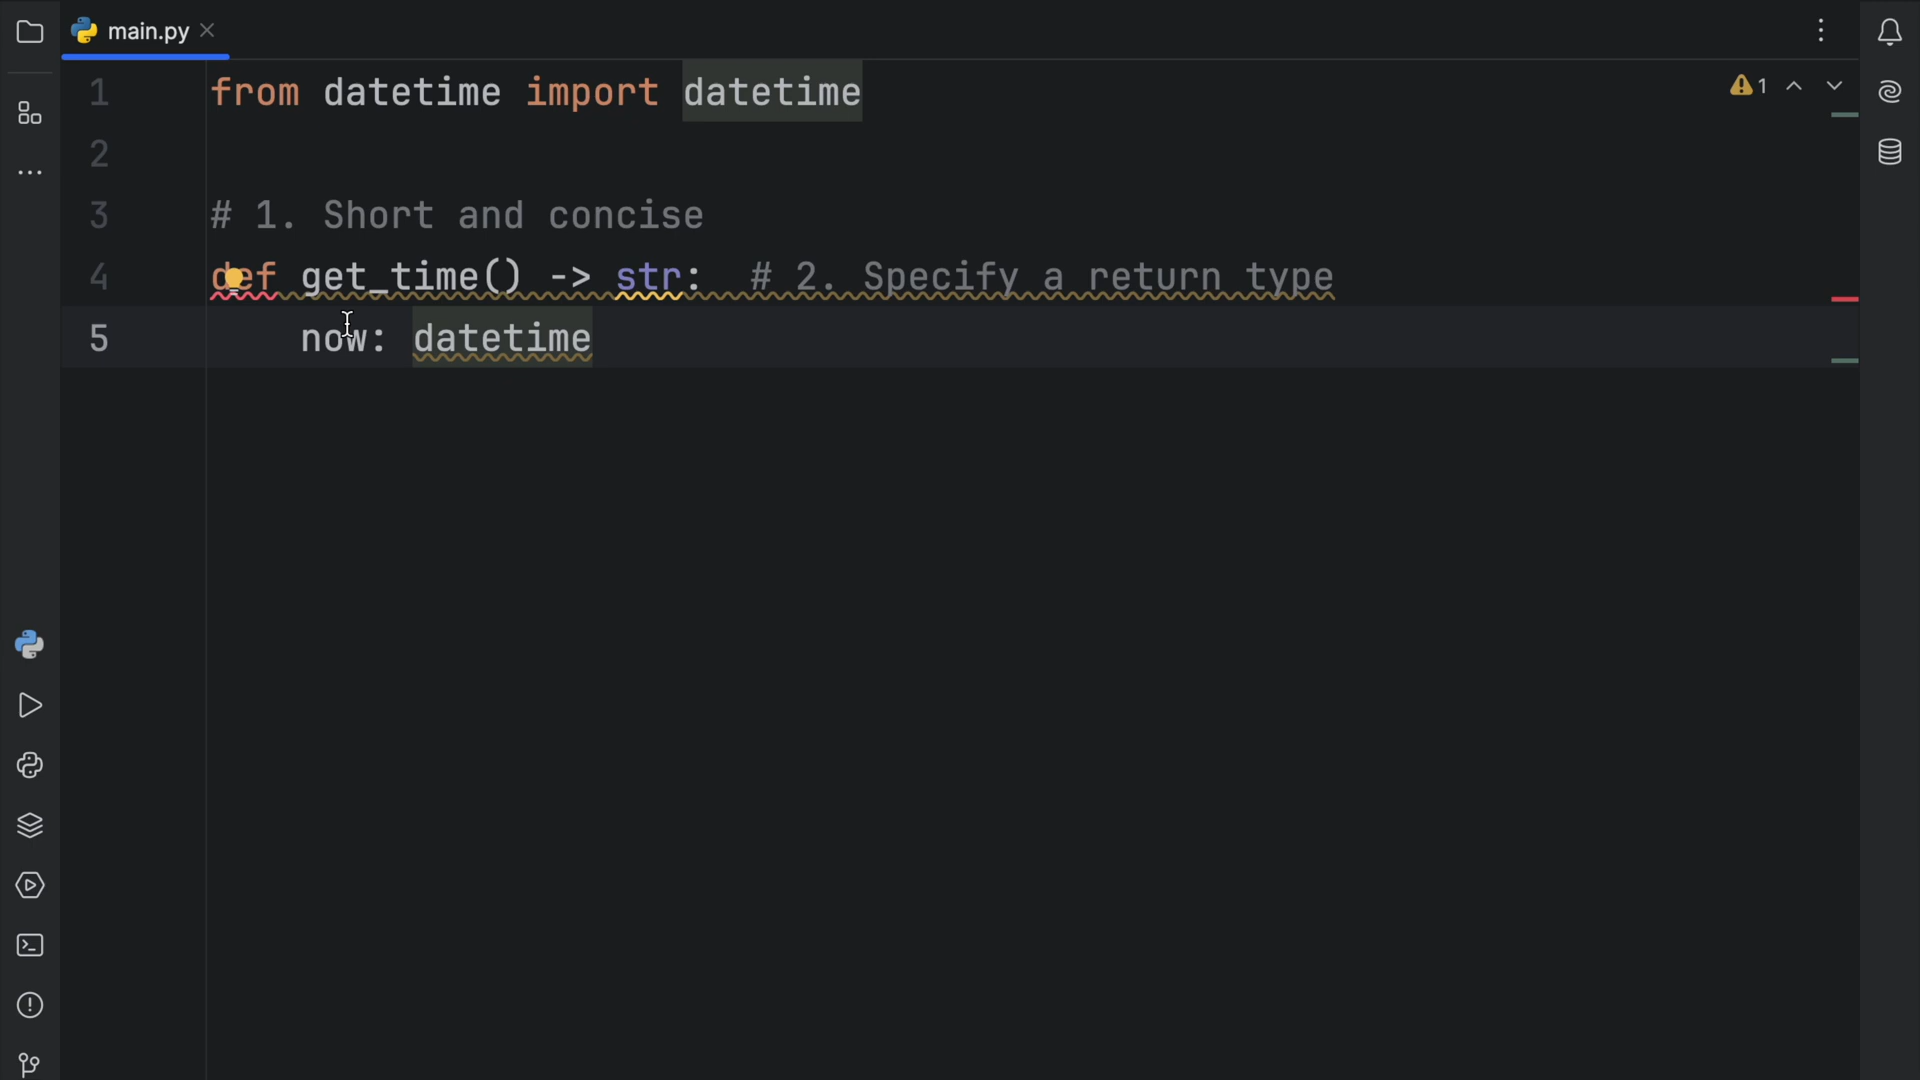 main.py
1 from datetime import datetime
1
2
3 # 1. Short and concise
4 def get_time() -> str:  # 2. Specify a return type
5     now: datetime